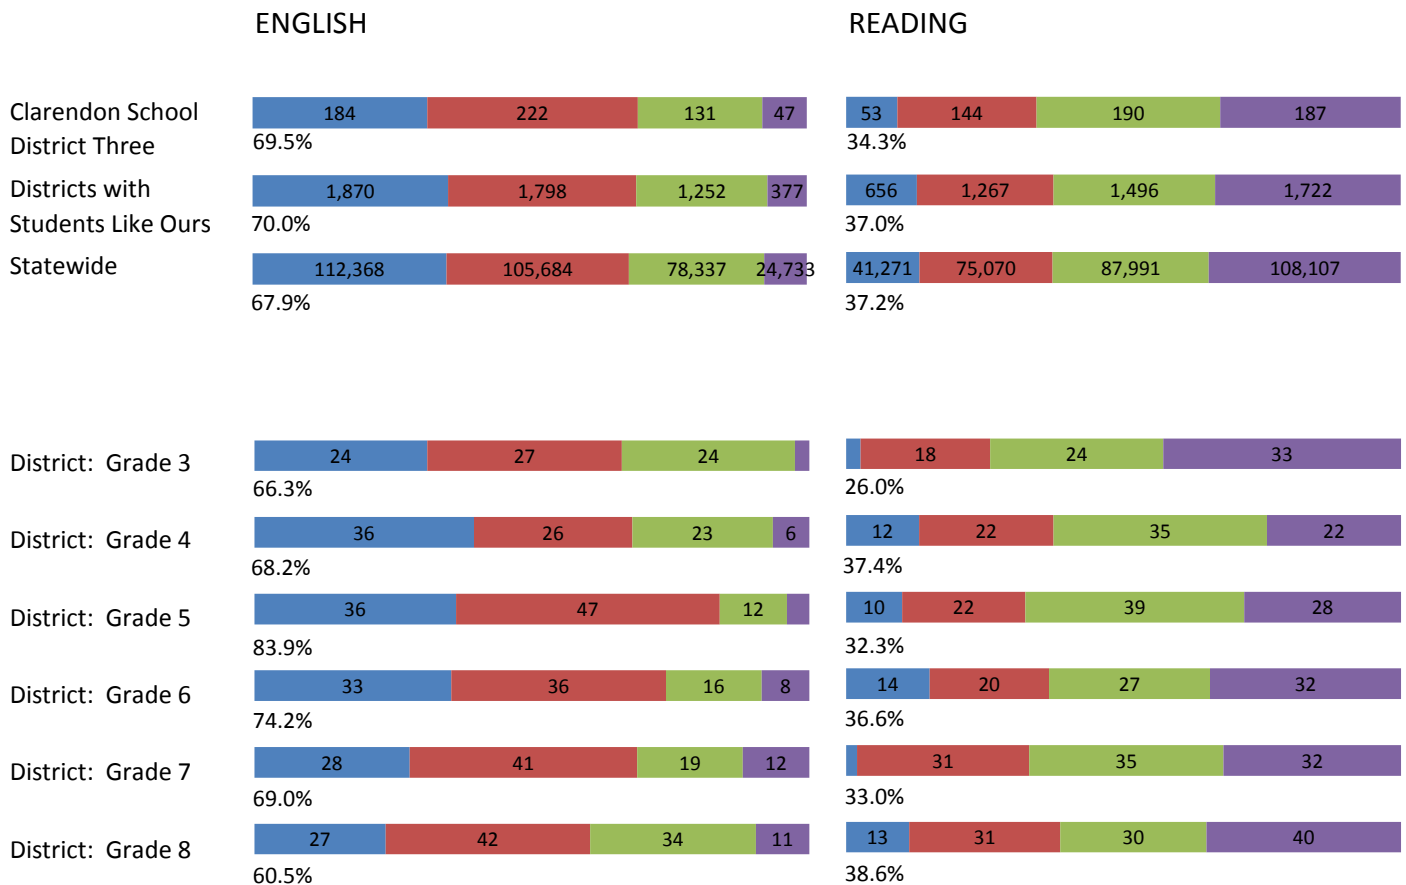 ENGLISH READING
Clarendon School
District Three
184 222 131 47
69.5%
53 144 190 187
34.3%
Districts with
Students Like Ours
1,870 1,798 1,252 377
70.0%
656 1,267 1,496 1,722
37.0%
Statewide
112,368 105,684 78,337 24,733
67.9%
41,271 75,070 87,991 108,107
37.2%
District: Grade 3
24 27 24
66.3%
18 24 33
26.0%
District: Grade 4
36 26 23 6
68.2%
12 22 35 22
37.4%
District: Grade 5
36 47 12
83.9%
10 22 39 28
32.3%
District: Grade 6
33 36 16 8
74.2%
14 20 27 32
36.6%
District: Grade 7
28 41 19 12
69.0%
31 35 32
33.0%
District: Grade 8
27 42 34 11
60.5%
13 31 30 40
38.6%